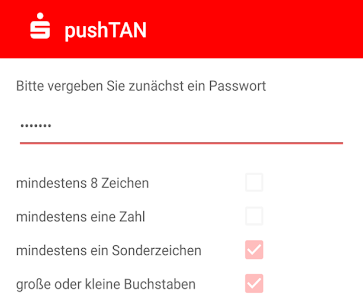 pushTAN
Bitte vergeben Sie zunächst ein Passwort
.......
mindestens 8 Zeichen
mindestens eine Zahl
mindestens ein Sonderzeichen
große oder kleine Buchstaben